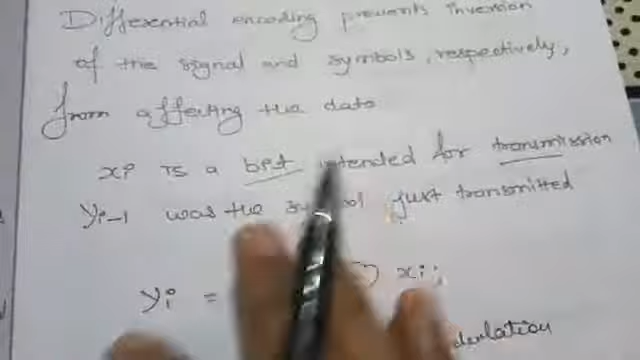 Differential encoding prevents inversion
of the signal and symbols, respectively,
from affecting the data
xi is a bit intended for transmission
yi-1 was the symbol just transmitted
yi = xi;